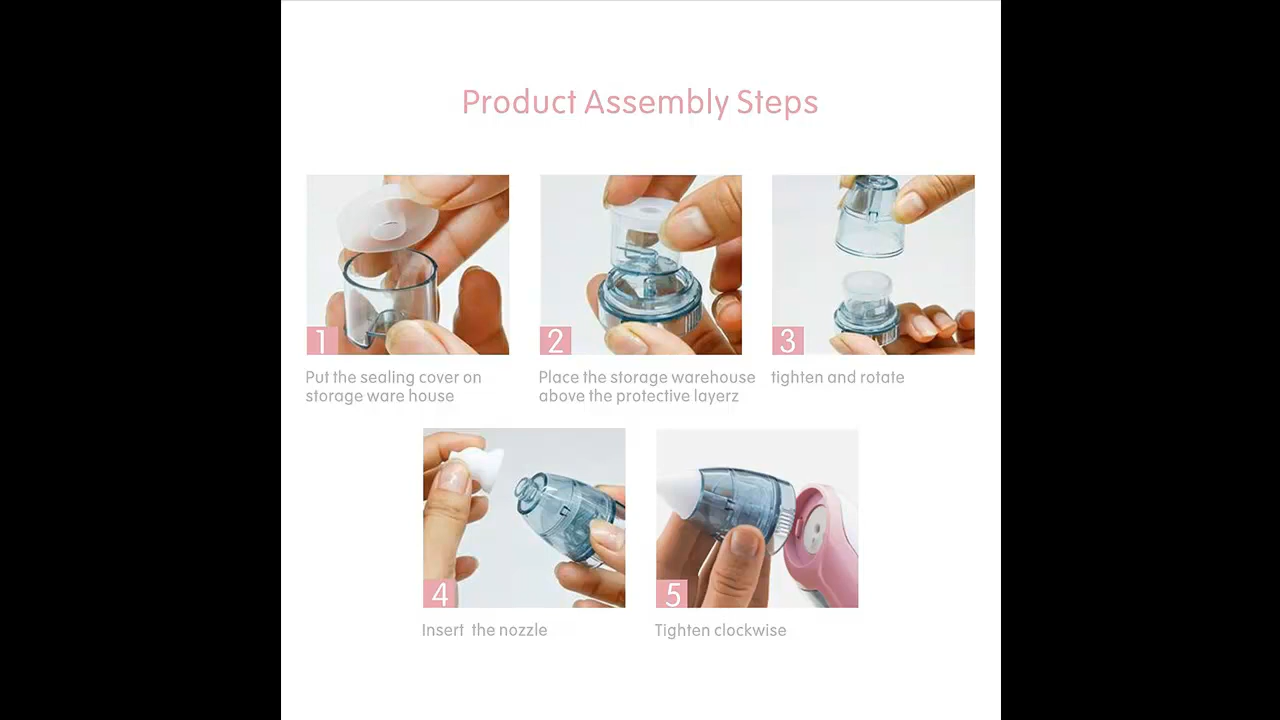 Product Assembly Steps
1
2
3
Put the sealing cover on
storage ware house
Place the storage warehouse
above the protective layerz
tighten and rotate
4
5
Insert the nozzle
Tighten clockwise